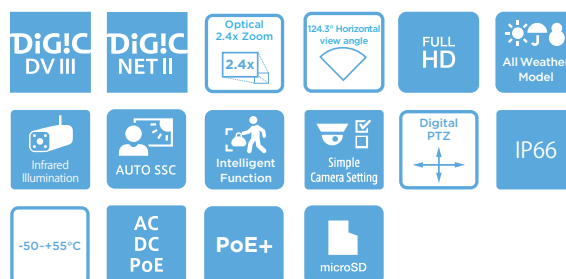 DiG!C
DV III
DiG!C
NET II
Optical
2.4x Zoom
2.4x
124.3° Horizontal
view angle
FULL
HD
All Weather
Model
Infrared
Illumination
AUTO SSC
Intelligent
Function
Simple
Camera Setting
Digital
PTZ
IP66
-50-+55°C
AC
DC
PoE
PoE+
microSD